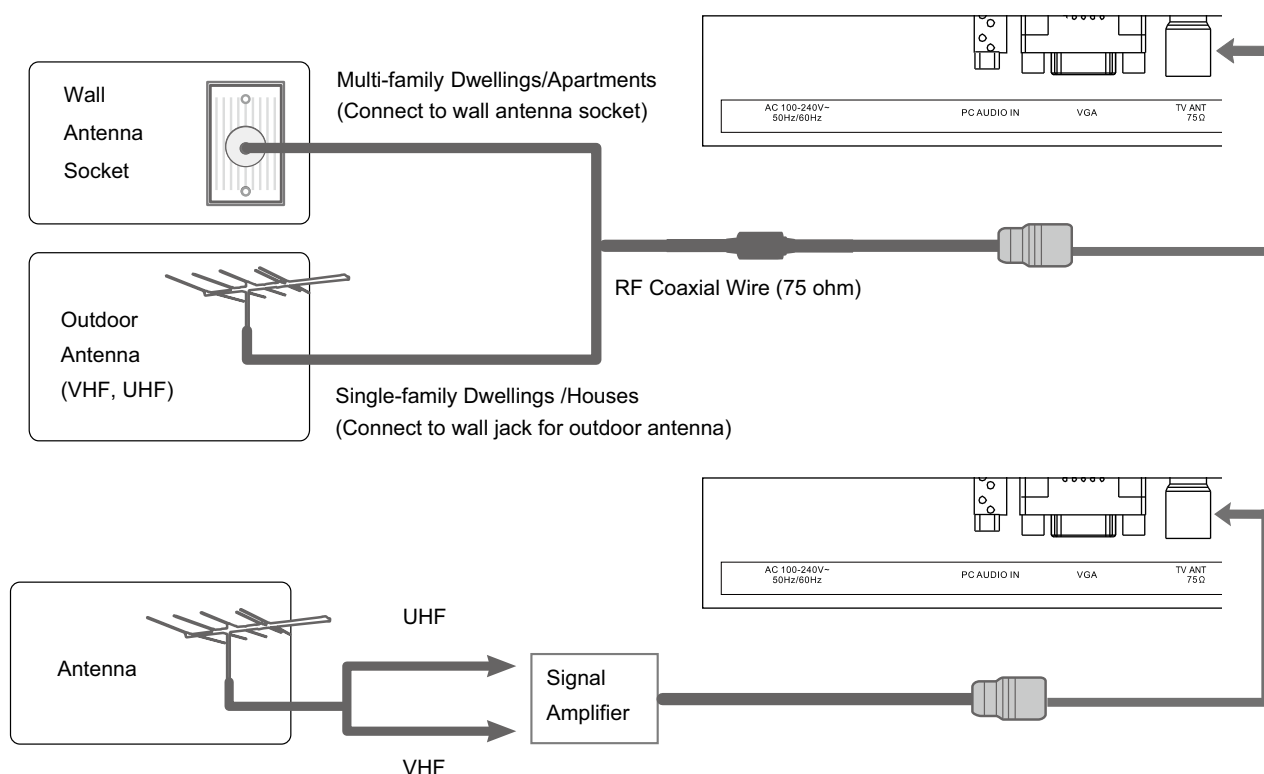 Wall
Antenna
Socket
Multi-family Dwellings/Apartments
(Connect to wall antenna socket)
AC 100-240V~
50Hz/60Hz
PC AUDIO IN
VGA
TV ANT
75Ω
RF Coaxial Wire (75 ohm)
Outdoor
Antenna
(VHF, UHF)
Single-family Dwellings /Houses
(Connect to wall jack for outdoor antenna)
AC 100-240V~
50Hz/60Hz
PC AUDIO IN
VGA
TV ANT
75Ω
Antenna
UHF
VHF
Signal
Amplifier